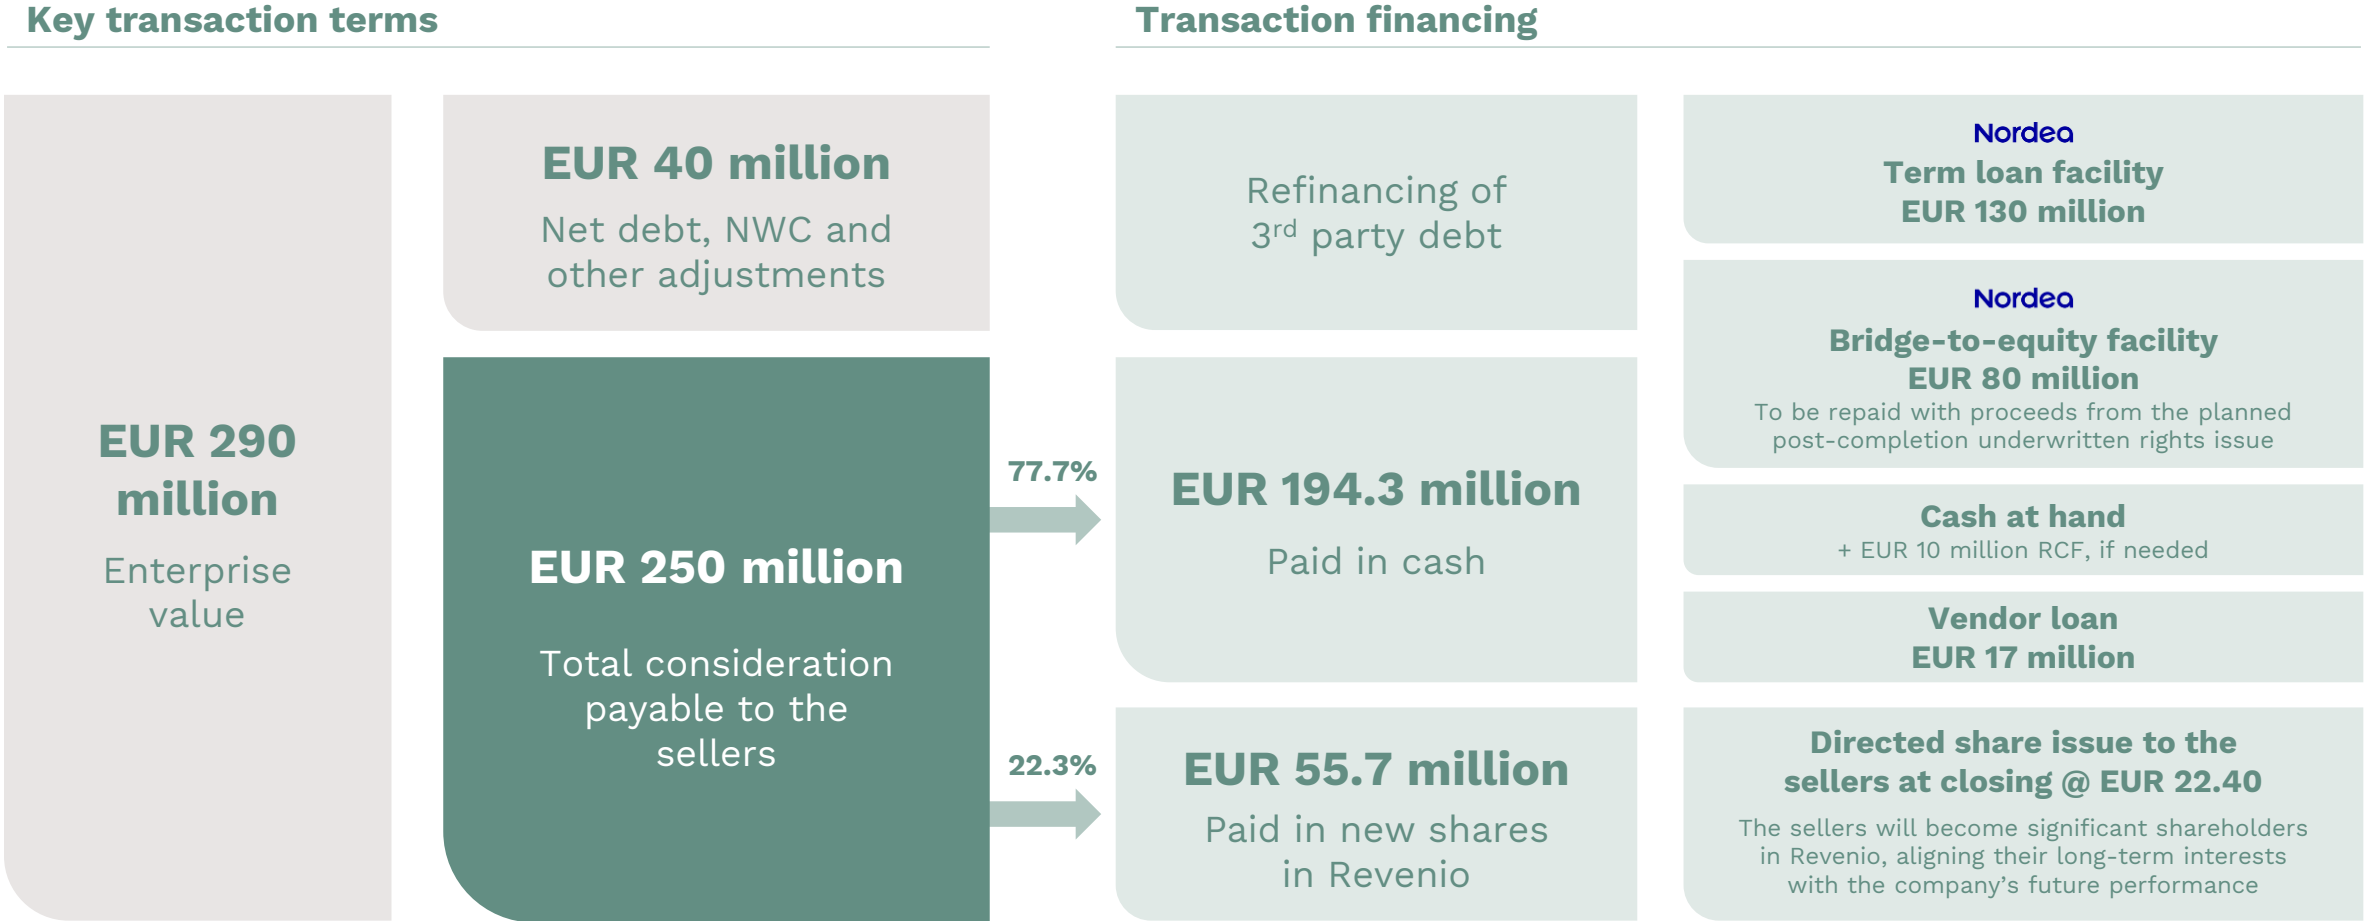 Key transaction terms
EUR 290
million
Enterprise
value
EUR 40 million
Net debt, NWC and
other adjustments
EUR 250 million
Total consideration
payable to the
sellers
77.7%
22.3%
Transaction financing
Refinancing of
3rd party debt
EUR 194.3 million
Paid in cash
EUR 55.7 million
Paid in new shares
in Revenio
Nordea
Term loan facility
EUR 130 million
Nordea
Bridge-to-equity facility
EUR 80 million
To be repaid with proceeds from the planned
post-completion underwritten rights issue
Cash at hand
+ EUR 10 million RCF, if needed
Vendor loan
EUR 17 million
Directed share issue to the
sellers at closing @ EUR 22.40
The sellers will become significant shareholders
in Revenio, aligning their long-term interests
with the company’s future performance